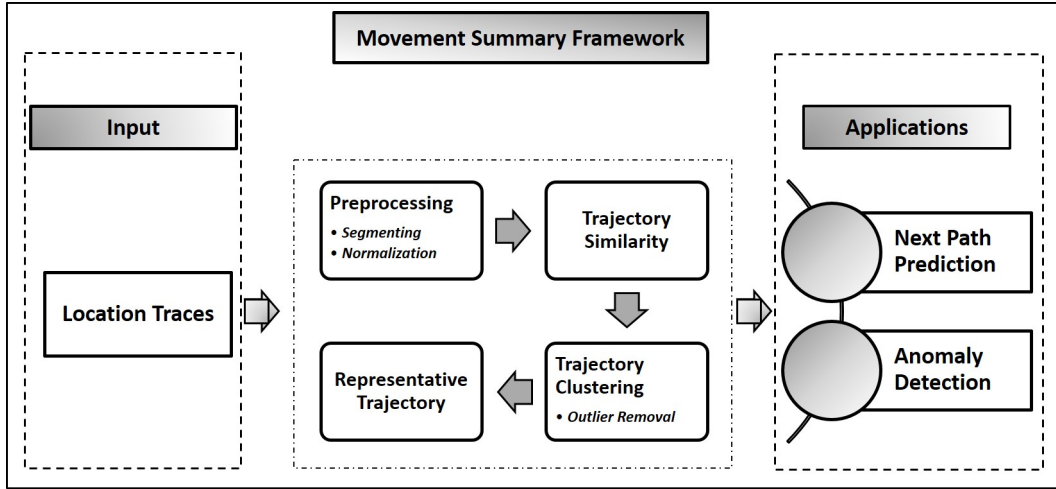 Movement Summary Framework
Input
Location Traces
Preprocessing
• Segmenting
• Normalization
Trajectory
Similarity
Trajectory
Clustering
• Outlier Removal
Representative
Trajectory
Applications
Next Path
Prediction
Anomaly
Detection